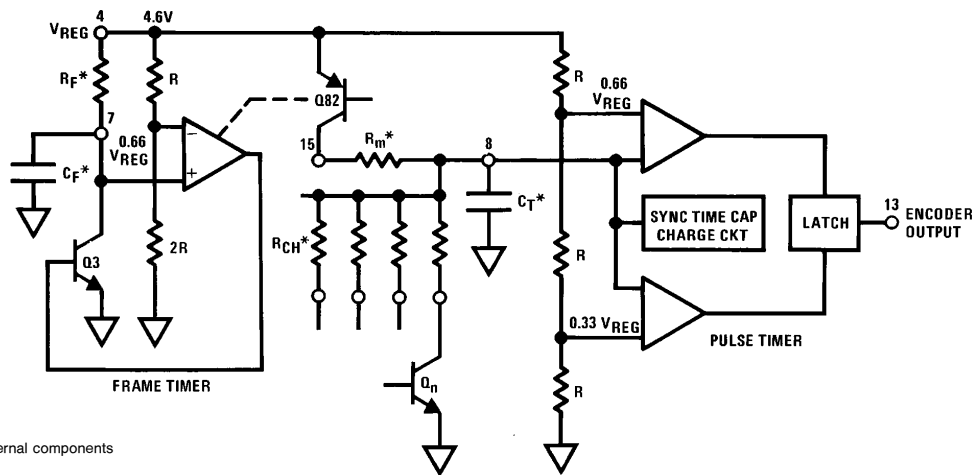 4 4.6V
VREG
RF*
R
Q82
R
0.66
VREG
7
0.66
VREG
15
Rm*
8
−
+
CF*
CT*
RCH*
SYNC TIME CAP
CHARGE CKT
LATCH
13 ENCODER
OUTPUT
Q3
2R
R
0.33 VREG
PULSE TIMER
FRAME TIMER
Qn
R
ernal components